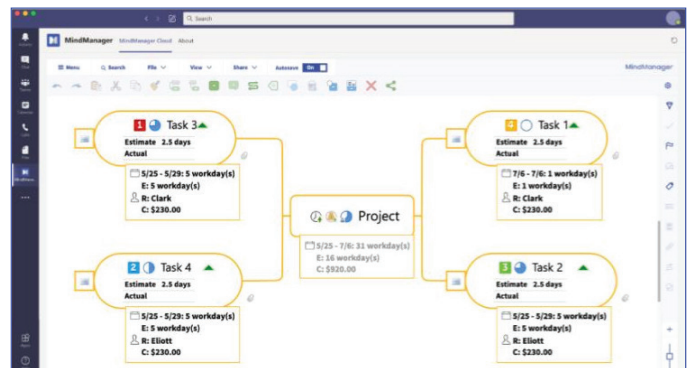 Search
MindManager MindManager Cloud About
Menu Search File View Share Autosave On MindManager
1 Task 3
Estimate 2.5 days
Actual
5/25 - 5/29: 5 workday(s)
E: 5 workday(s)
R: Clark
C: $230.00
4 Task 1
Estimate 2.5 days
Actual
7/6 - 7/6: 1 workday(s)
E: 1 workday(s)
R: Clark
C: $230.00
Project
5/25 - 7/6: 31 workday(s)
E: 16 workday(s)
C: $920.00
2 Task 4
Estimate 2.5 days
Actual
5/25 - 5/29: 5 workday(s)
E: 5 workday(s)
R: Eliott
C: $230.00
3 Task 2
Estimate 2.5 days
Actual
5/25 - 5/29: 5 workday(s)
E: 5 workday(s)
R: Eliott
C: $230.00